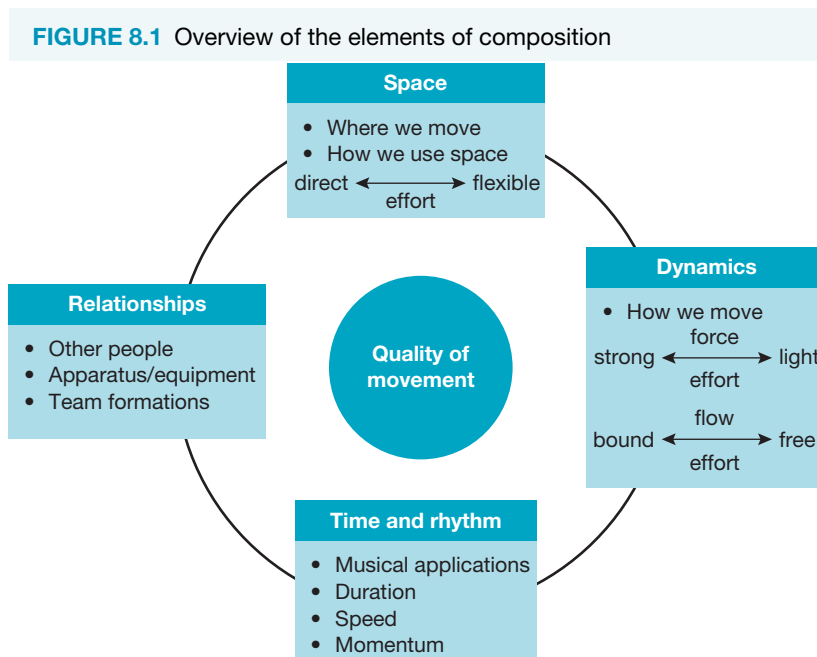 FIGURE 8.1 Overview of the elements of composition
Space
• Where we move
• How we use space
direct flexible
effort
Dynamics
• How we move
force
strong light
effort
flow
bound free
effort
Relationships
• Other people
• Apparatus/equipment
• Team formations
Quality of
movement
Time and rhythm
• Musical applications
• Duration
• Speed
• Momentum